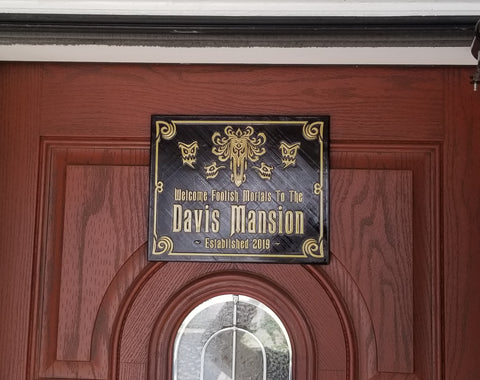 Welcome Foolish Mortals To The
Davis Mansion
~ Established 2019 ~